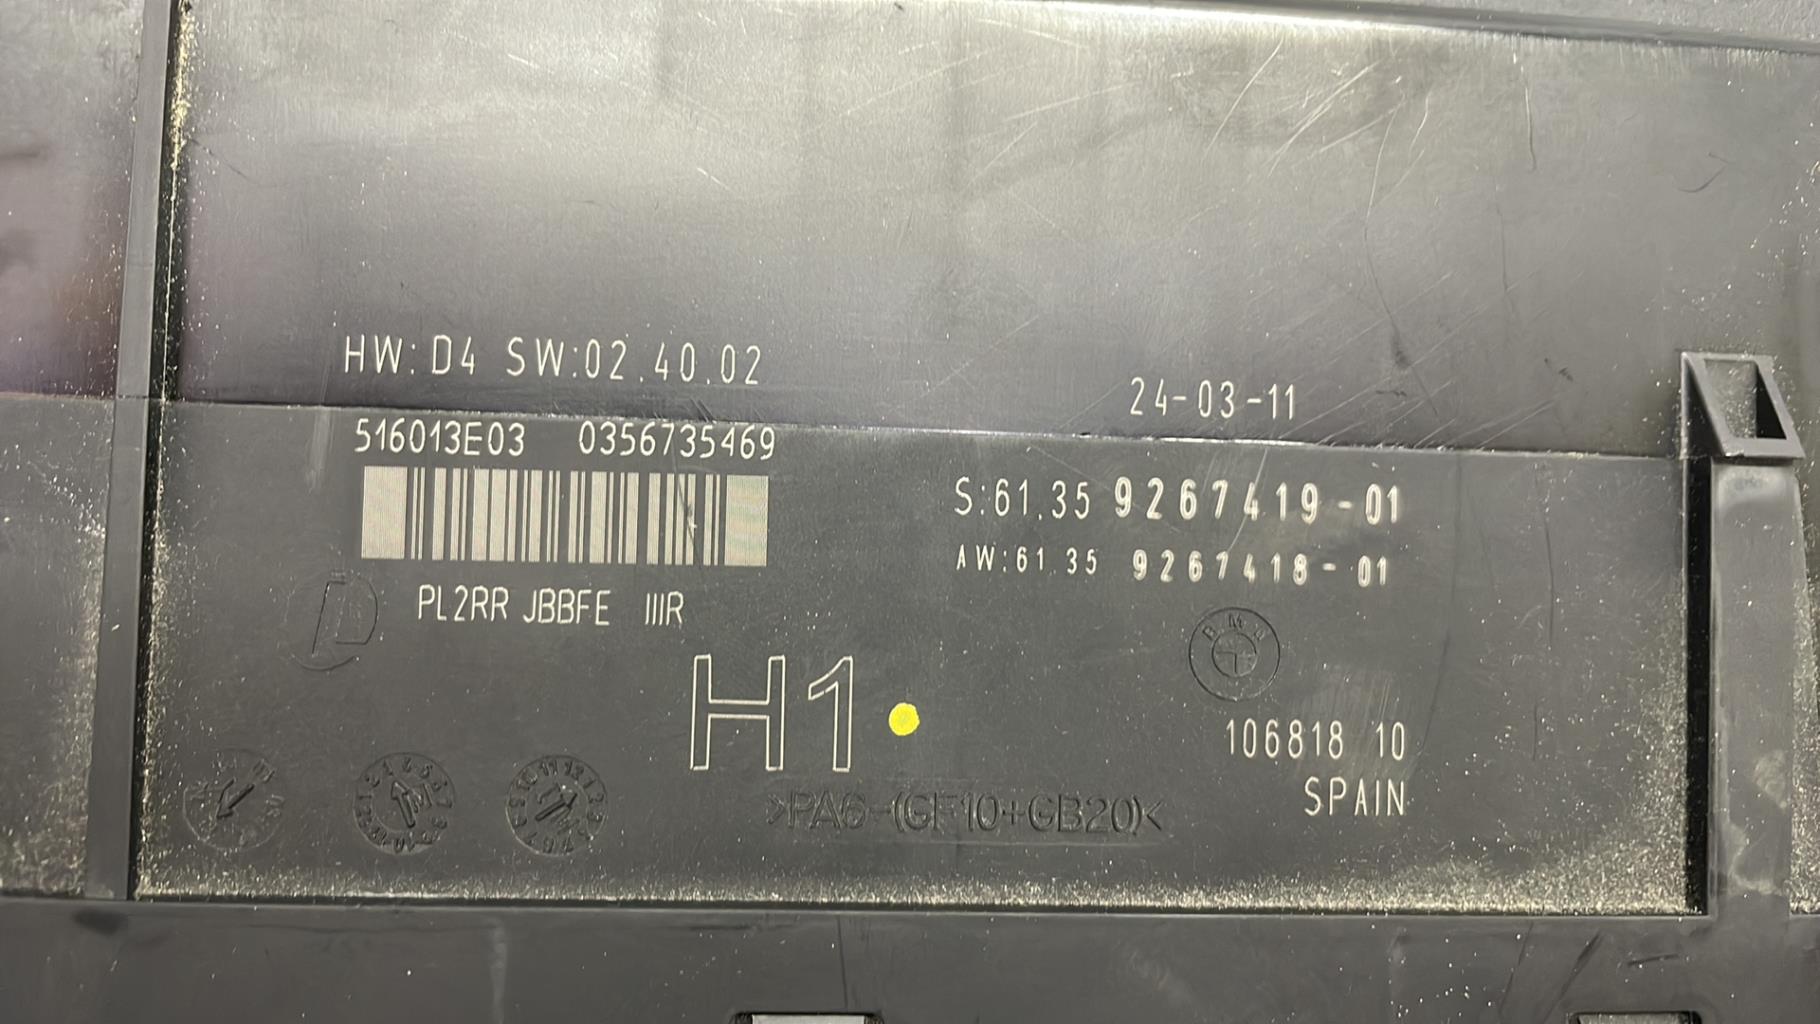 HW: D4 SW:02.40.02
24-03-11
516013E03 0356735469
S:61.35 9267419-01
AW:61 35 9267418-01
PL2RR JBBFE IIIR
BMW
H1
106818 10
SPAIN
>PA6-(GF10+GB20)<